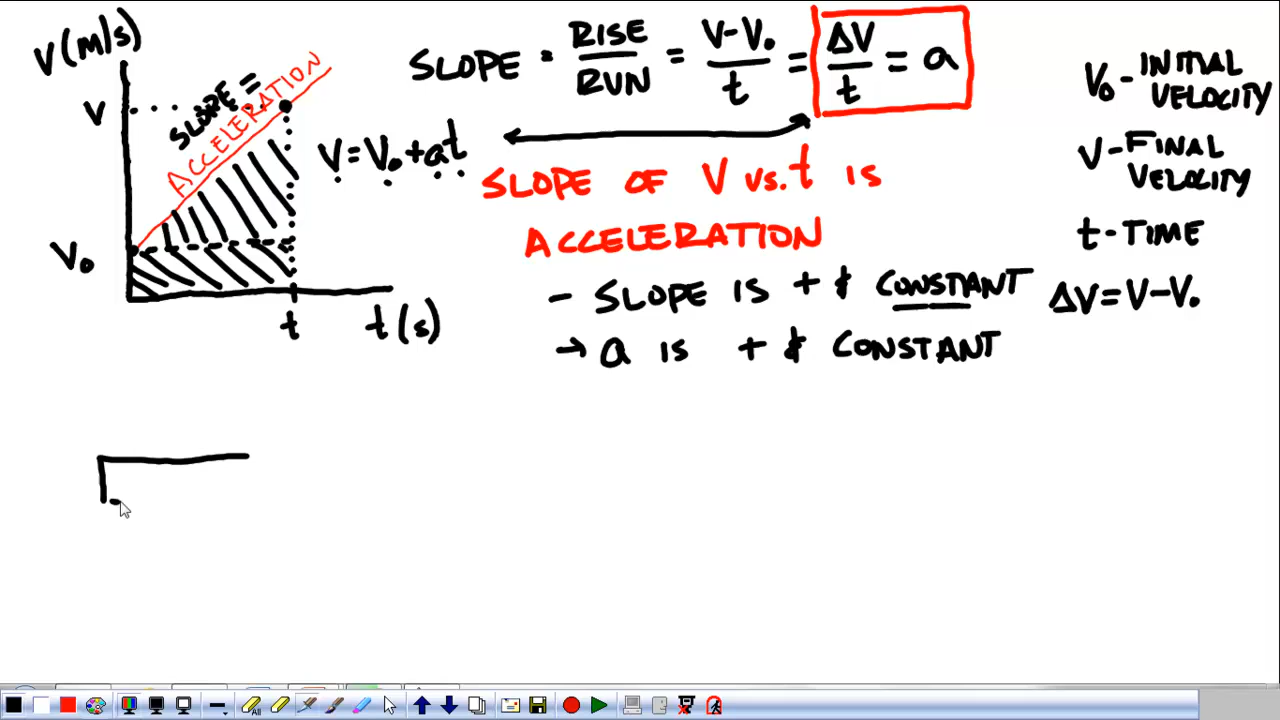 V (m/s)
V
V₀
SLOPE =
ACCELERATION
t
t (s)
V = V₀ + at
SLOPE = RISE/RUN = V-V₀/t = ΔV/t = a
SLOPE OF V vs. t IS
ACCELERATION
- SLOPE IS + & CONSTANT
→ a IS + & CONSTANT
V₀ - INITIAL
VELOCITY
V - FINAL
VELOCITY
t - TIME
ΔV = V - V₀
All